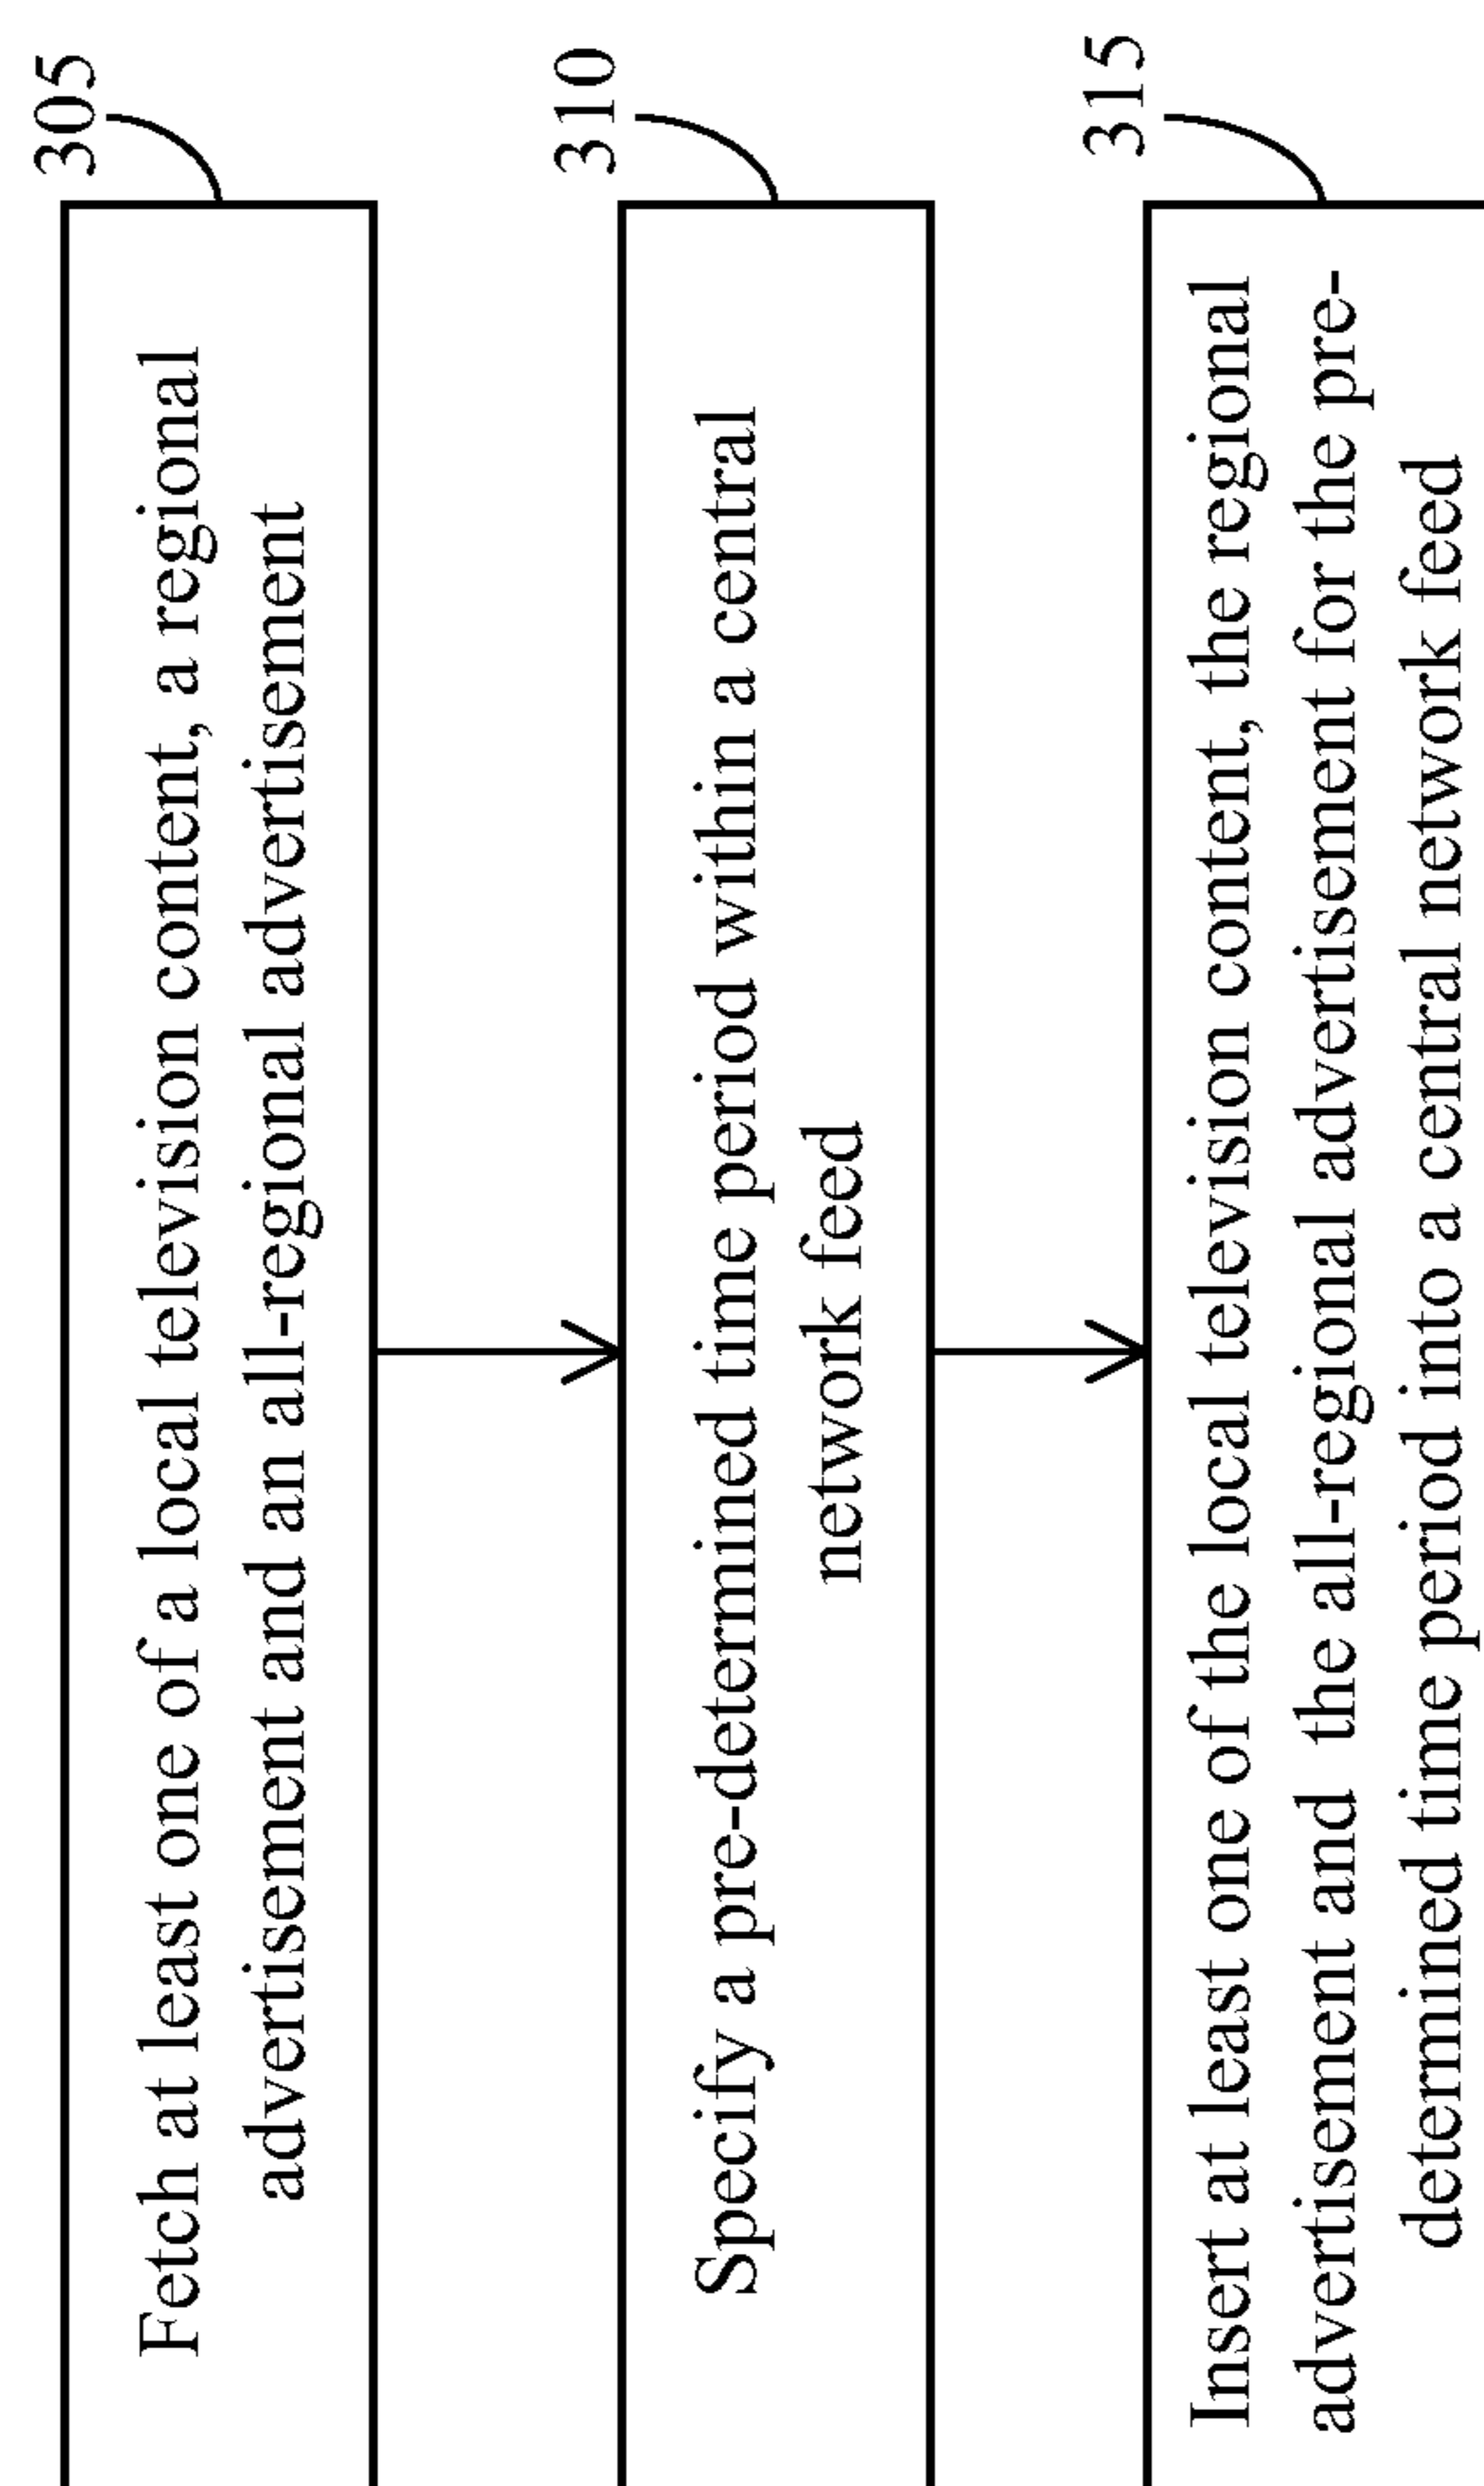 305
Fetch at least one of a local television content, a regional
advertisement and an all-regional advertisement
310
Specify a pre-determined time period within a central
network feed
315
Insert at least one of the local television content, the regional
advertisement and the all-regional advertisement for the pre-
determined time period into a central network feed